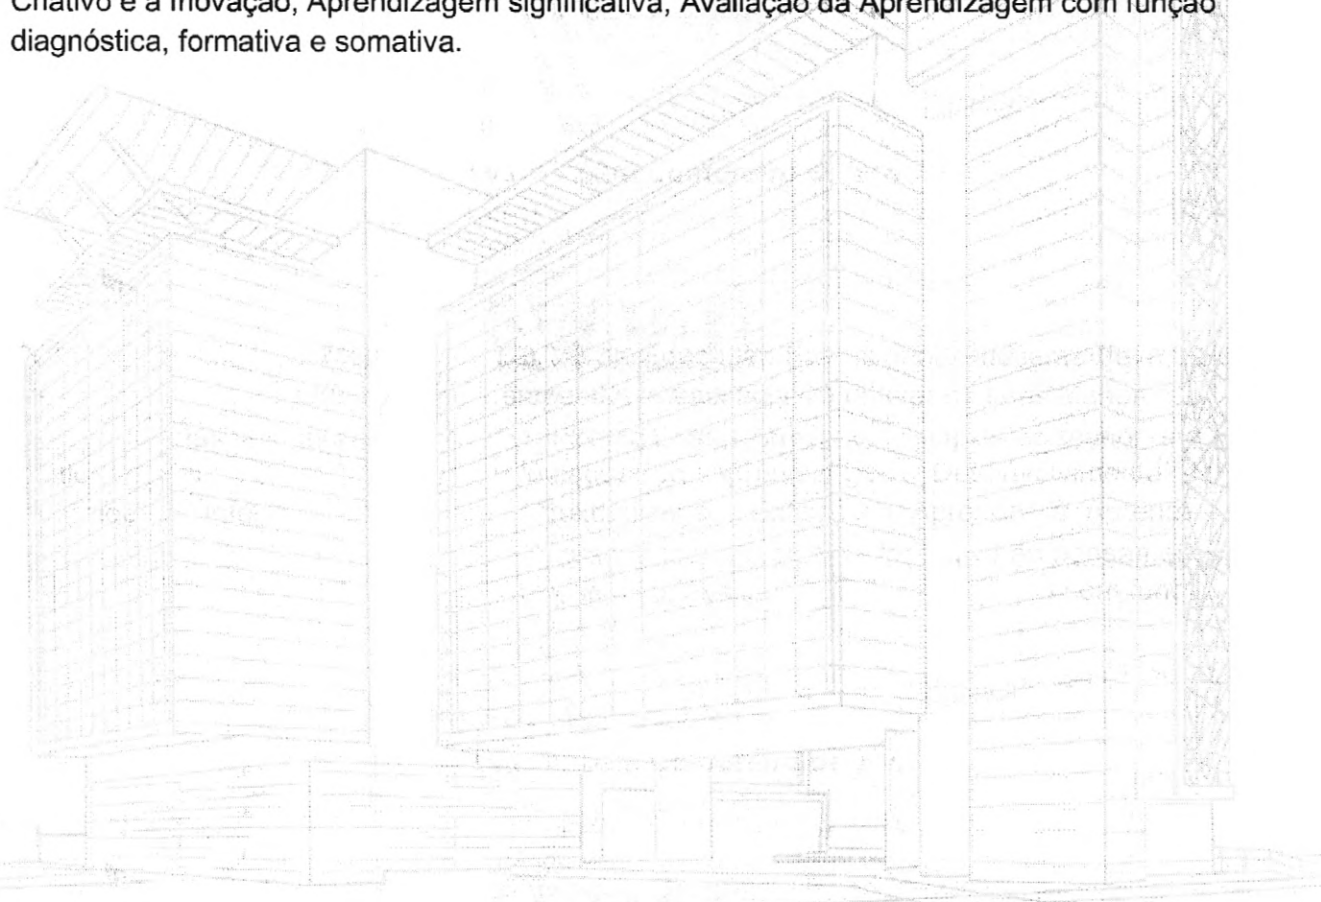 Criativo e a Inovação, Aprendizagem significativa, Avaliação da Aprendizagem com função
diagnóstica, formativa e somativa.